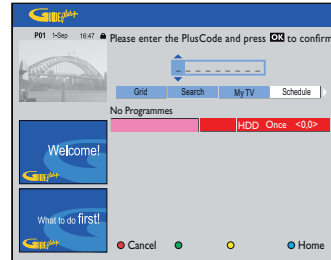 GUIDE Plus+
P01 1-Sep 16:47 Please enter the PlusCode and press OK to confirm
_ _ _ _ _ _ _ _
Grid Search My TV Schedule
No Programmes
HDD Once <0,0>
Welcome!
GUIDE Plus+
What to do first!
GUIDE Plus+
Cancel
Home